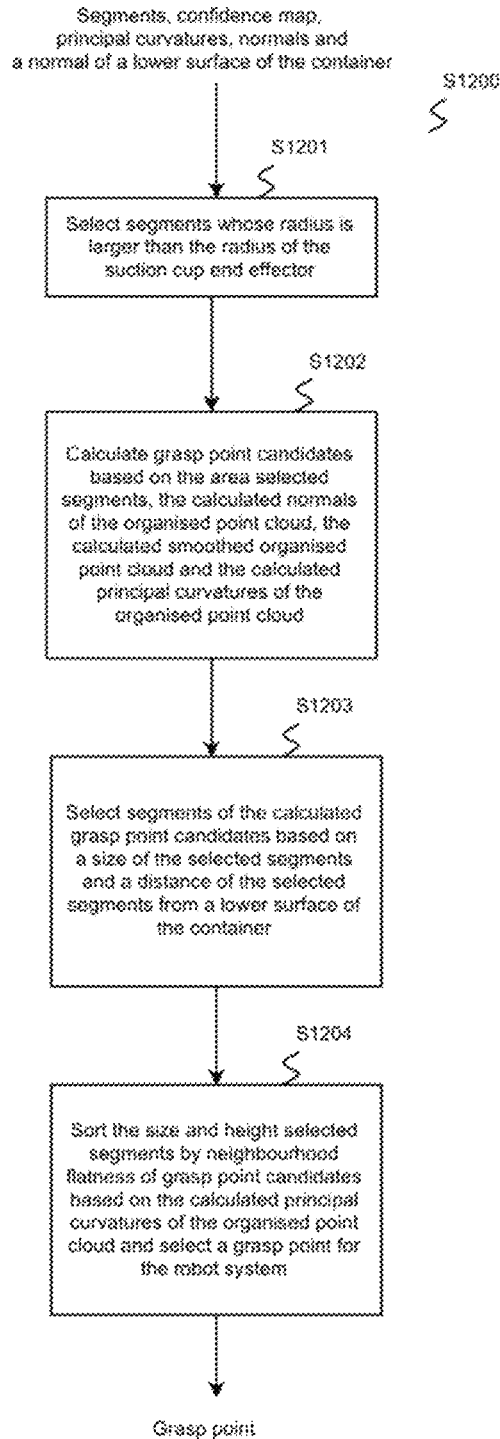 Segments, confidence map,
principal curvatures, normals and
a normal of a lower surface of the container
S1200
S1201
Select segments whose radius is
larger than the radius of the
suction cup end effector
S1202
Calculate grasp point candidates
based on the area selected
segments, the calculated normals
of the organised point cloud, the
calculated smoothed organised
point cloud and the calculated
principal curvatures of the
organised point cloud
S1203
Select segments of the calculated
grasp point candidates based on
a size of the selected segments
and a distance of the selected
segments from a lower surface of
the container
S1204
Sort the size and height selected
segments by neighbourhood
flatness of grasp point candidates
based on the calculated principal
curvatures of the organised point
cloud and select a grasp point for
the robot system
Grasp point